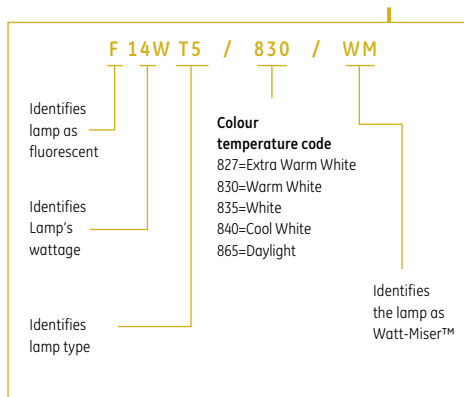 F 14W T5 / 830 / WM
Identifies
lamp as
fluorescent
Identifies
Lamp's
wattage
Identifies
lamp type
Colour
temperature code
827=Extra Warm White
830=Warm White
835=White
840=Cool White
865=Daylight
Identifies
the lamp as
Watt-Miser™